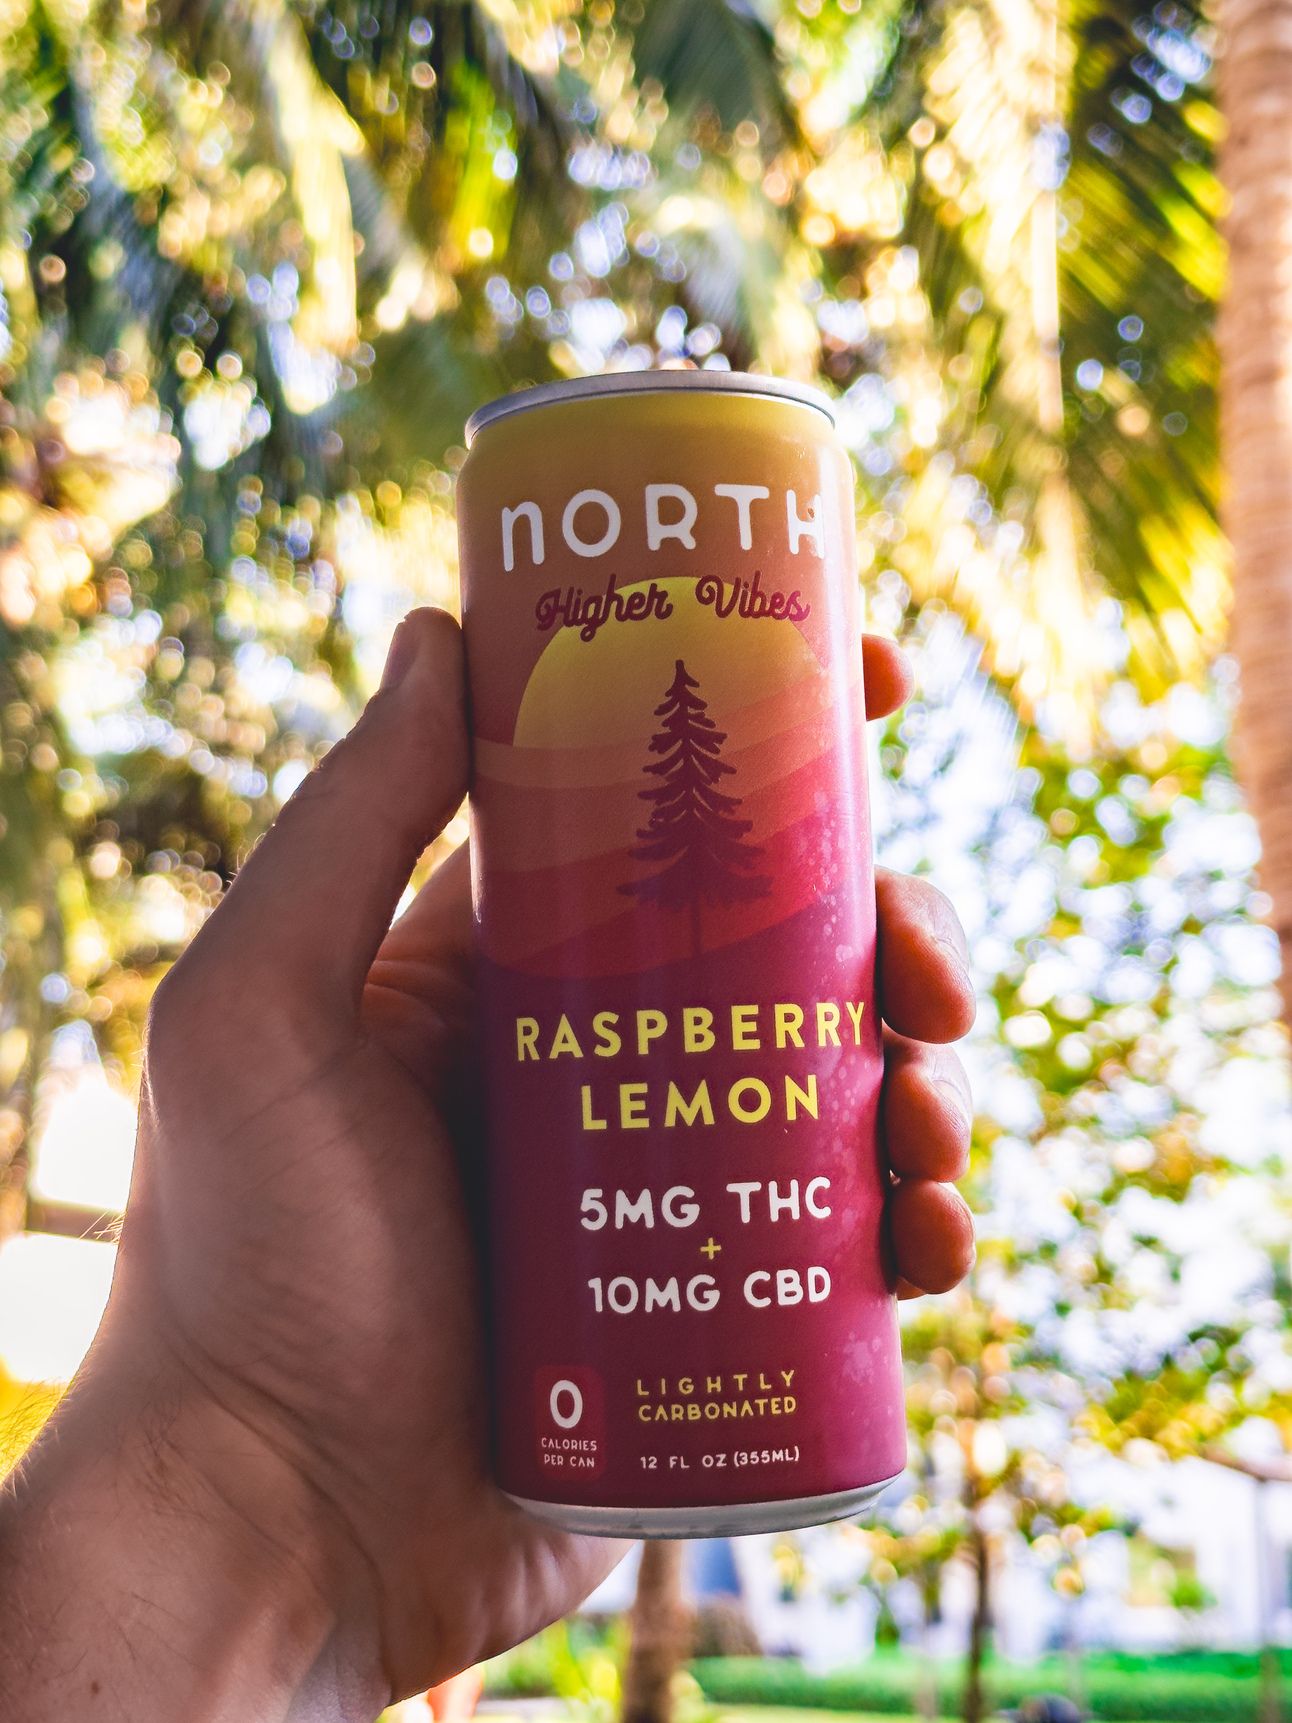 NORTH
Higher Vibes
RASPBERRY
LEMON
5MG THC
+
10MG CBD
0
CALORIES
PER CAN
LIGHTLY
CARBONATED
12 FL OZ (355ML)